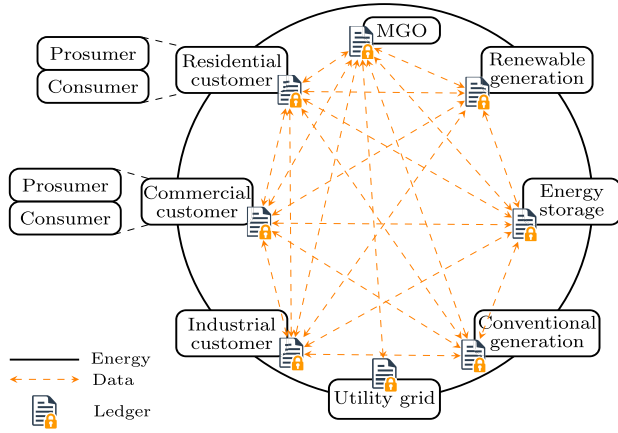 MGO
Prosumer
Consumer
Residential
customer
Renewable
generation
Prosumer
Consumer
Commercial
customer
Energy
storage
Industrial
customer
Conventional
generation
Utility grid
Energy
Data
Ledger